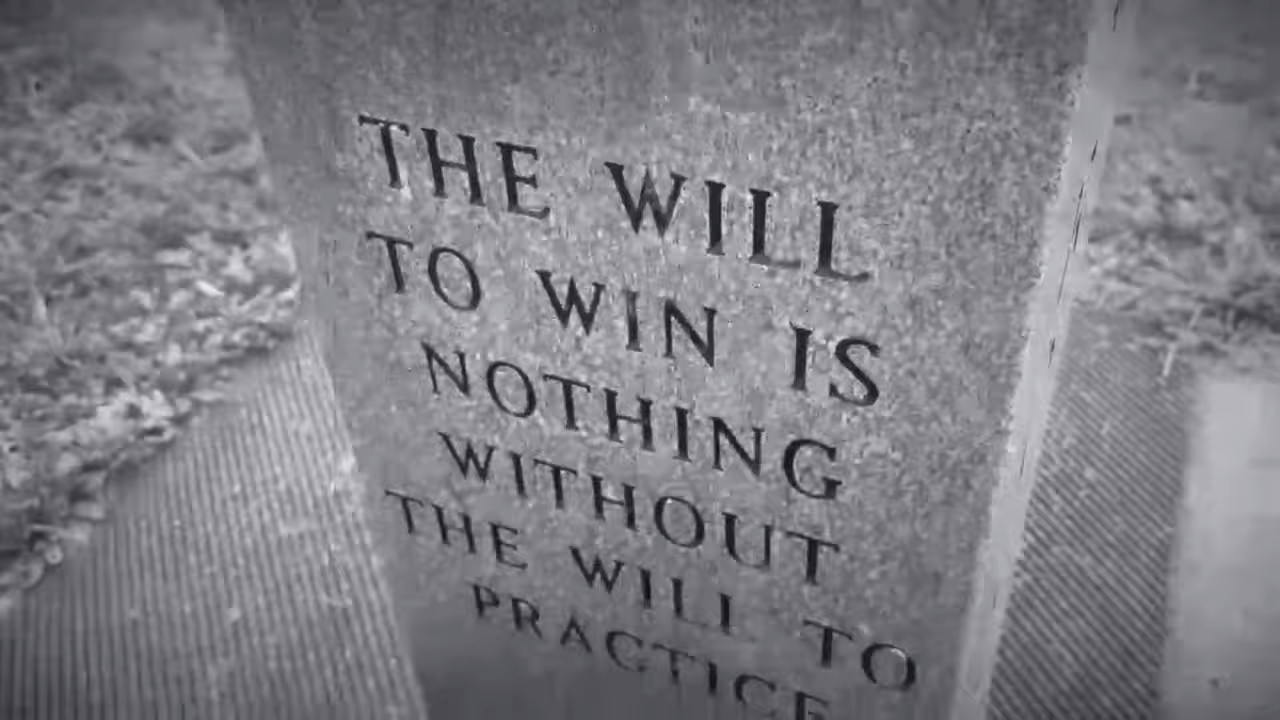 THE WILL
TO WIN IS
NOTHING
WITHOUT
THE WILL TO
PRACTICE